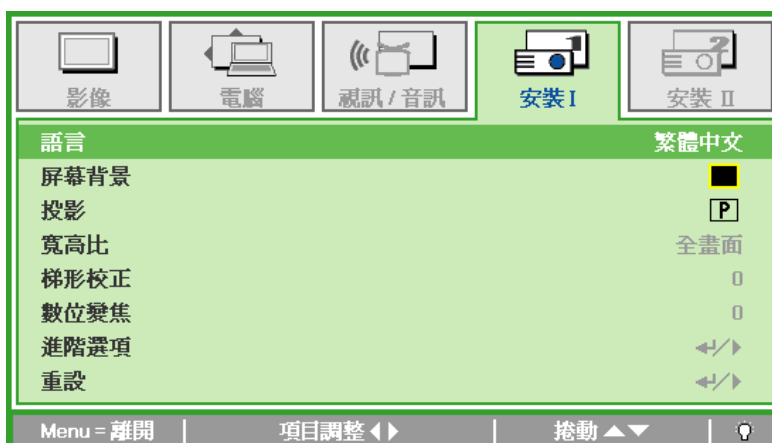 影像 電腦 視訊 / 音訊 安裝 I 安裝 II
語言 繁體中文
屏幕背景
投影 P
寬高比 全畫面
梯形校正 0
數位變焦 0
進階選項
重設
Menu = 離開 項目調整 捲動